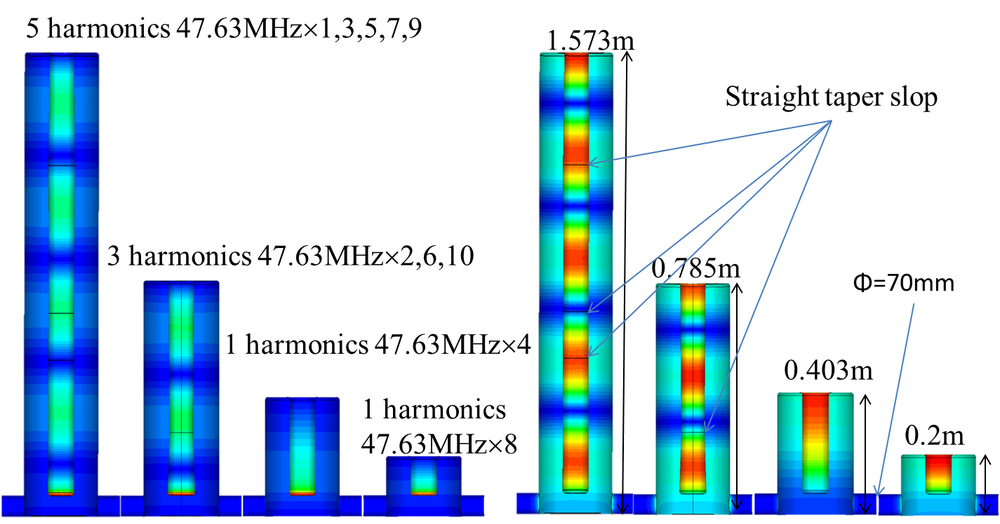 5 harmonics 47.63MHz×1,3,5,7,9
1.573m
Straight taper slop
3 harmonics 47.63MHz×2,6,10
0.785m
Φ=70mm
1 harmonics 47.63MHz×4
0.403m
1 harmonics
47.63MHz×8
0.2m